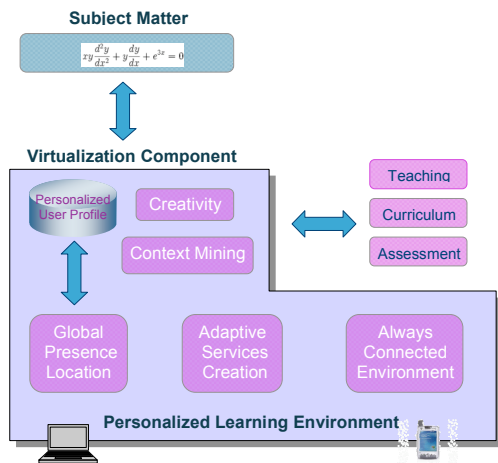 Subject Matter
xy d²y/dx² + y dy/dx + e³ˣ = 0
Virtualization Component
Personalized
User Profile
Creativity
Context Mining
Teaching
Curriculum
Assessment
Global
Presence
Location
Adaptive
Services
Creation
Always
Connected
Environment
Personalized Learning Environment